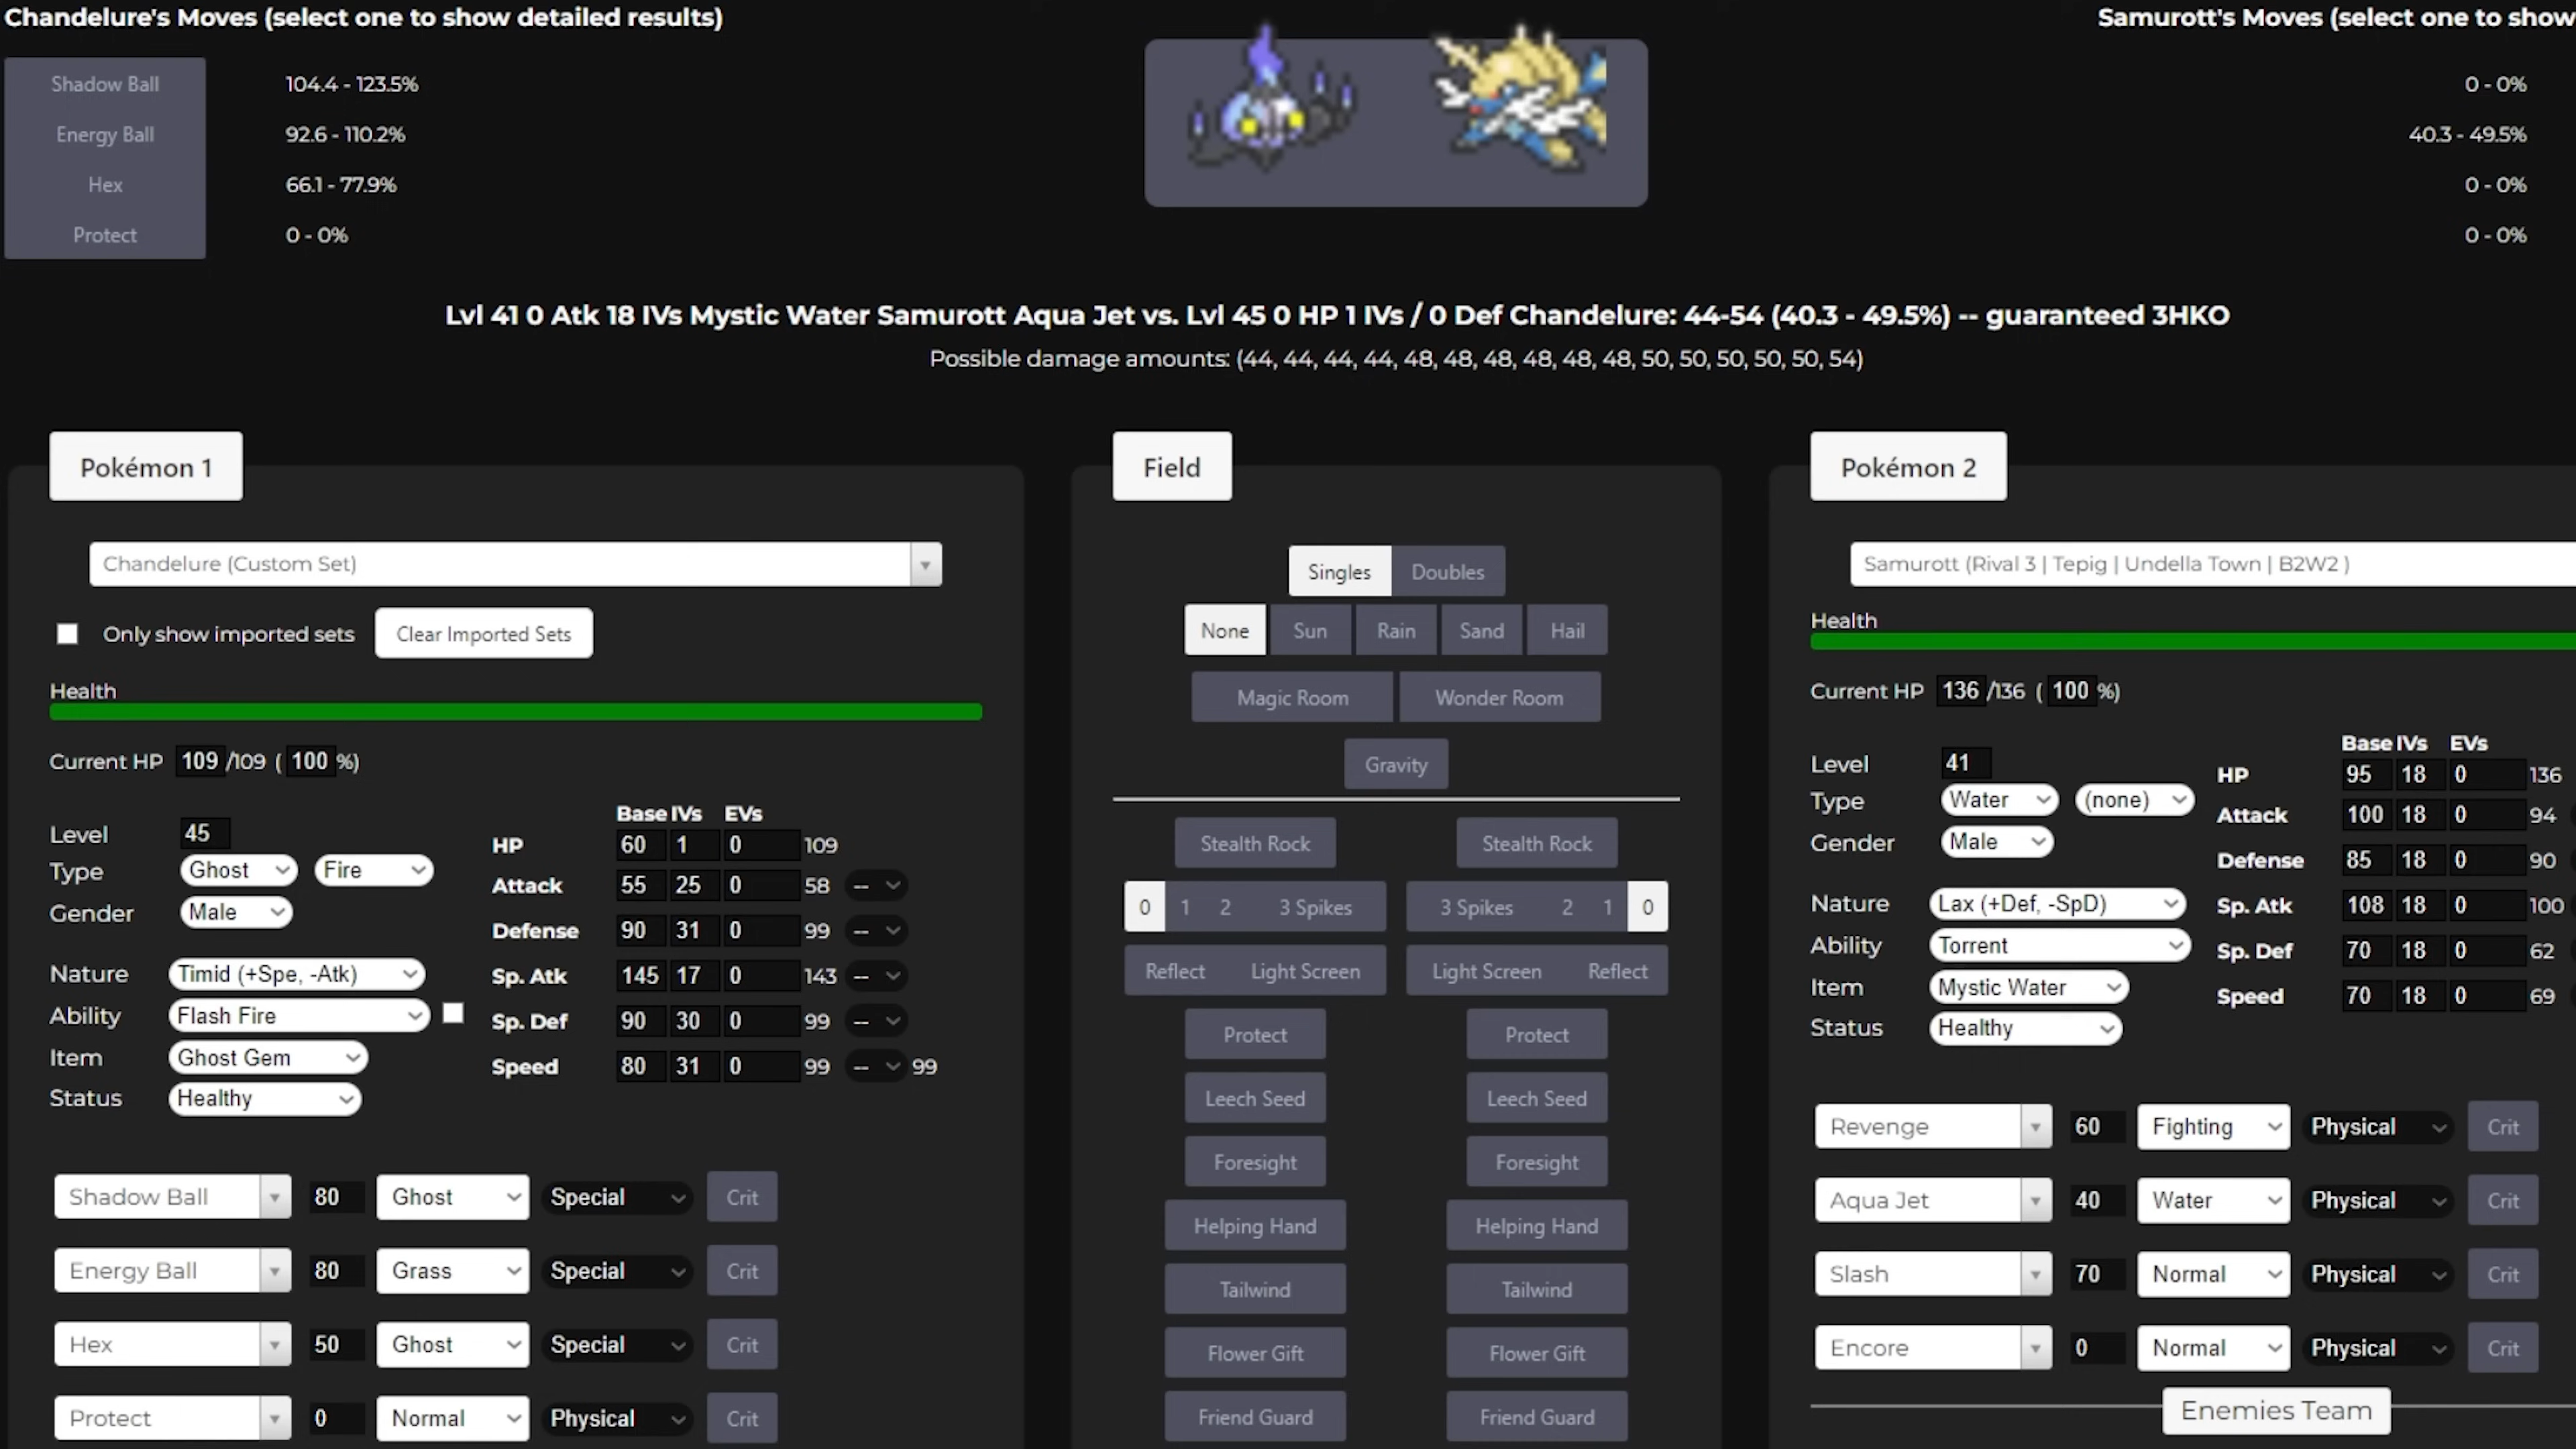 Chandelure's Moves (select one to show detailed results)
Samurott's Moves (select one to show
Shadow Ball 104.4 - 123.5%
Energy Ball 92.6 - 110.2%
Hex 66.1 - 77.9%
Protect 0 - 0%
0 - 0%
40.3 - 49.5%
0 - 0%
0 - 0%
Lvl 41 0 Atk 18 IVs Mystic Water Samurott Aqua Jet vs. Lvl 45 0 HP 1 IVs / 0 Def Chandelure: 44-54 (40.3 - 49.5%) -- guaranteed 3HKO
Possible damage amounts: (44, 44, 44, 44, 48, 48, 48, 48, 48, 48, 50, 50, 50, 50, 50, 54)
Pokémon 1
Chandelure (Custom Set)
Only show imported sets Clear Imported Sets
Health
Current HP 109 /109 ( 100 %)
Level 45
Type Ghost Fire
Gender Male
Nature Timid (+Spe, -Atk)
Ability Flash Fire
Item Ghost Gem
Status Healthy
Base IVs EVs
HP 60 1 0 109
Attack 55 25 0 58 --
Defense 90 31 0 99 --
Sp. Atk 145 17 0 143 --
Sp. Def 90 30 0 99 --
Speed 80 31 0 99 -- 99
Shadow Ball 80 Ghost Special Crit
Energy Ball 80 Grass Special Crit
Hex 50 Ghost Special Crit
Protect 0 Normal Physical Crit
Field
Singles Doubles
None Sun Rain Sand Hail
Magic Room Wonder Room
Gravity
Stealth Rock Stealth Rock
0 1 2 3 Spikes 3 Spikes 2 1 0
Reflect Light Screen Light Screen Reflect
Protect Protect
Leech Seed Leech Seed
Foresight Foresight
Helping Hand Helping Hand
Tailwind Tailwind
Flower Gift Flower Gift
Friend Guard Friend Guard
Pokémon 2
Samurott (Rival 3 | Tepig | Undella Town | B2W2 )
Health
Current HP 136 /136 ( 100 %)
Level 41
Type Water (none)
Gender Male
Nature Lax (+Def, -SpD)
Ability Torrent
Item Mystic Water
Status Healthy
Base IVs EVs
HP 95 18 0 136
Attack 100 18 0 94
Defense 85 18 0 90
Sp. Atk 108 18 0 100
Sp. Def 70 18 0 62
Speed 70 18 0 69
Revenge 60 Fighting Physical Crit
Aqua Jet 40 Water Physical Crit
Slash 70 Normal Physical Crit
Encore 0 Normal Physical Crit
Enemies Team